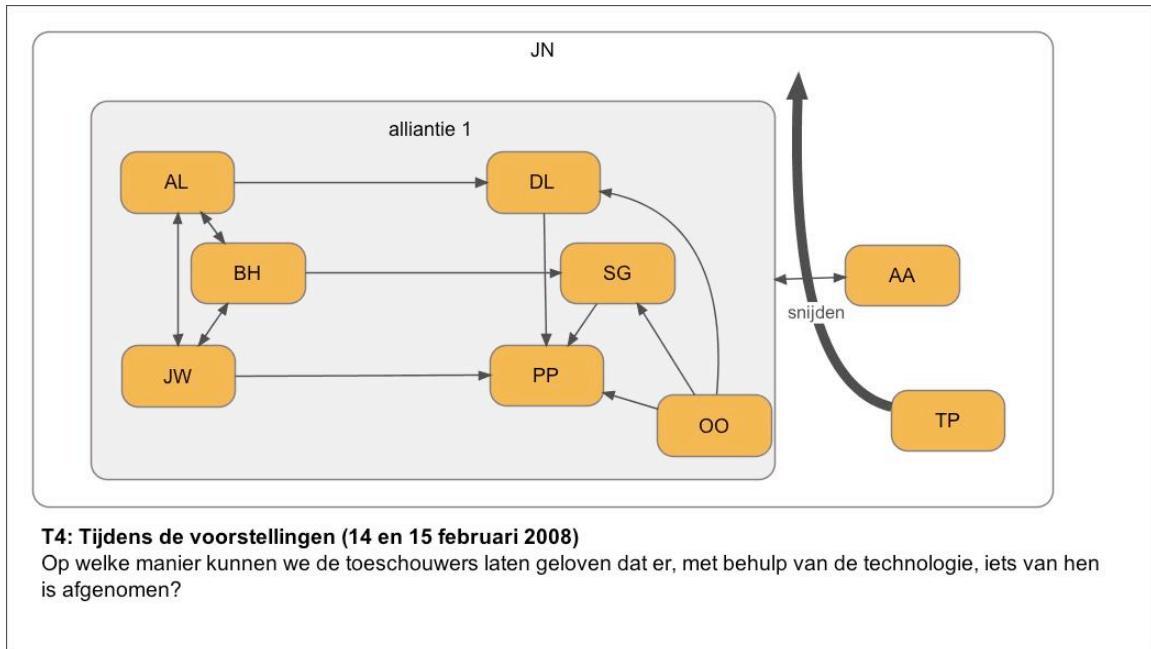 JN
alliantie 1
AL
DL
BH
SG
AA
snijden
JW
PP
OO
TP
T4: Tijdens de voorstellingen (14 en 15 februari 2008)
Op welke manier kunnen we de toeschouwers laten geloven dat er, met behulp van de technologie, iets van hen
is afgenomen?